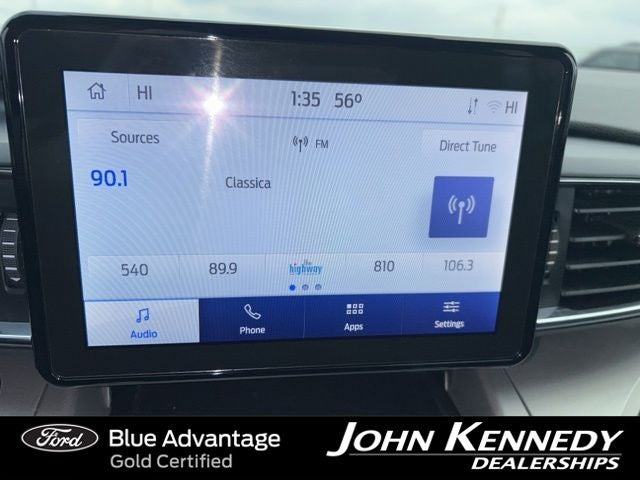 HI 1:35 56° HI
Sources FM Direct Tune
90.1 Classica
540 89.9 the highway 810 106.3
Audio Phone Apps Settings
Ford Blue Advantage
Gold Certified
JOHN KENNEDY
DEALERSHIPS